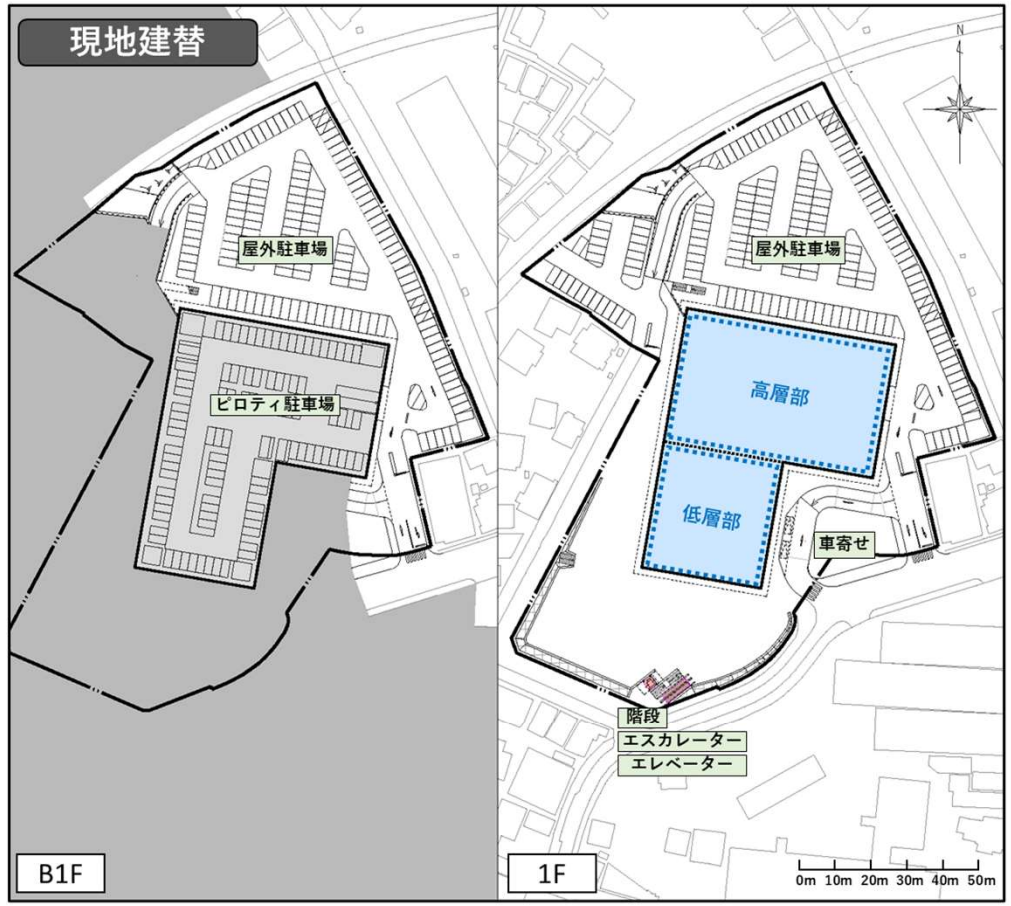 現地建替
屋外駐車場
ピロティ駐車場
B1F
N
屋外駐車場
高層部
低層部
車寄せ
階段
エスカレーター
エレベーター
1F
0m 10m 20m 30m 40m 50m